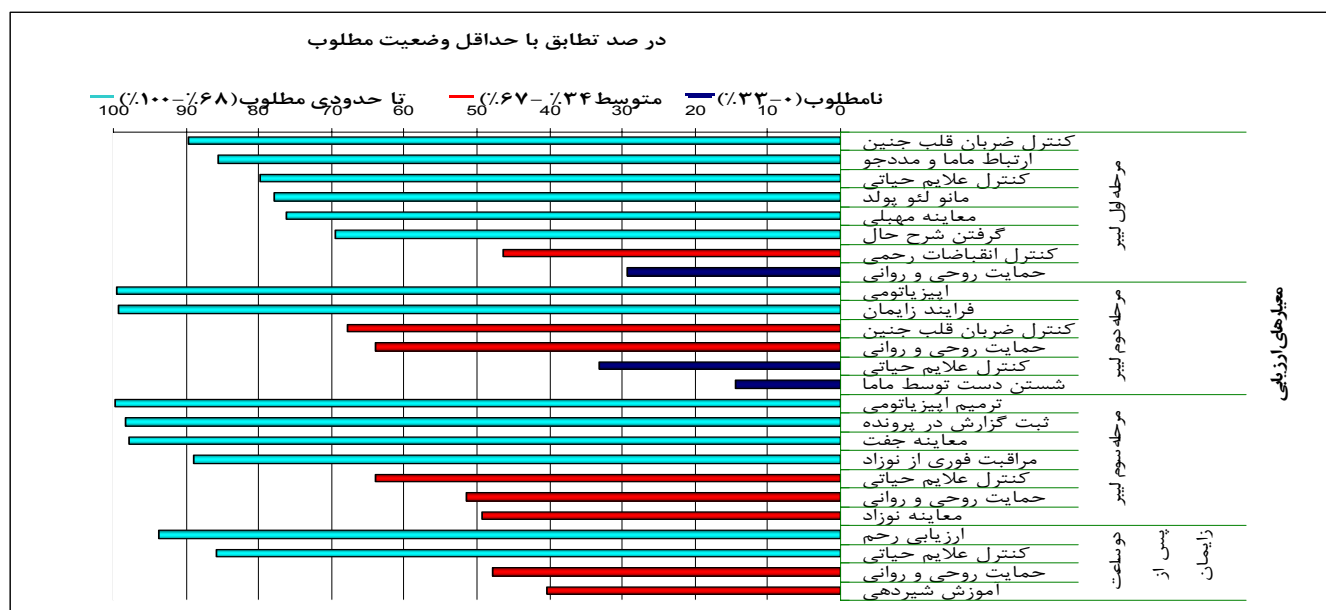 در صد تطابق با حداقل وضعیت مطلوب
نامطلوب(۰-۳۳٪) متوسط۳۴٪ -۶۷٪) تا حدودی مطلوب(۶۸٪-۱۰۰٪)
100 90 80 70 60 50 40 30 20 10 0
معیارهای ارزیابی
مرحله اول لیبر
کنترل ضربان قلب جنین
ارتباط ماما و مددجو
کنترل علایم حیاتی
مانو لئو پولد
معاینه مهبلی
گرفتن شرح حال
کنترل انقباضات رحمی
حمایت روحی و روانی
مرحله دوم لیبر
اپیزیاتومی
فرایند زایمان
کنترل ضربان قلب جنین
حمایت روحی و روانی
کنترل علایم حیاتی
شستن دست توسط ماما
مرحله سوم لیبر
ترمیم اپیزیاتومی
ثبت گزارش در پرونده
معاینه جفت
مراقبت فوری از نوزاد
کنترل علایم حیاتی
حمایت روحی و روانی
معاینه نوزاد
دو ساعت
پس از
زایمان
ارزیابی رحم
کنترل علایم حیاتی
حمایت روحی و روانی
اموزش شیردهی